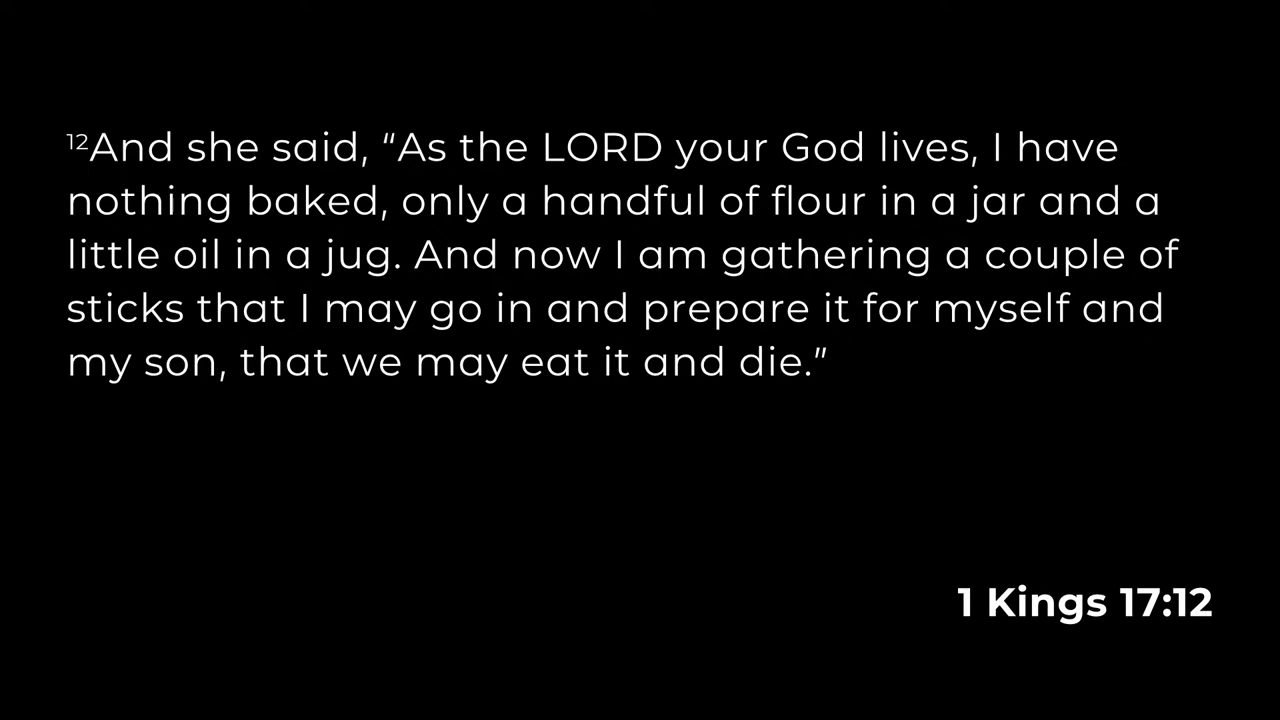 12And she said, “As the LORD your God lives, I have
nothing baked, only a handful of flour in a jar and a
little oil in a jug. And now I am gathering a couple of
sticks that I may go in and prepare it for myself and
my son, that we may eat it and die.”
1 Kings 17:12